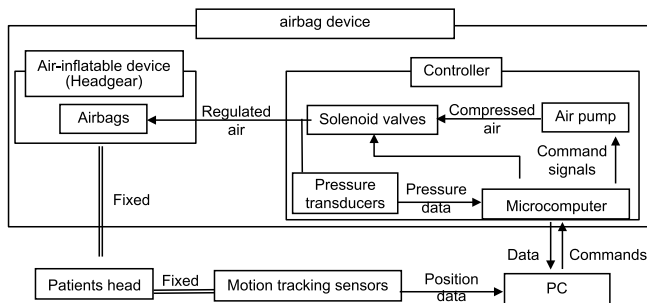 airbag device
Air-inflatable device
(Headgear)
Controller
Airbags
Regulated
air
Solenoid valves
Compressed
air
Air pump
Command
signals
Pressure
transducers
Pressure
data
Microcomputer
Fixed
Data
Commands
Patients head
Fixed
Motion tracking sensors
Position
data
PC